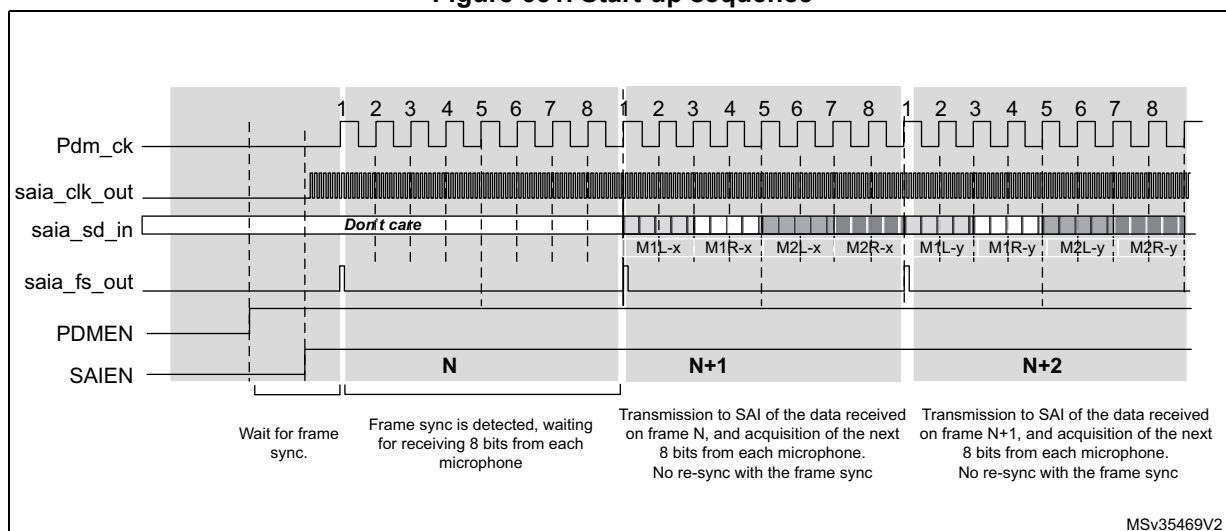 1 2 3 4 5 6 7 8 1 2 3 4 5 6 7 8 1 2 3 4 5 6 7 8
Pdm_ck
saia_clk_out
saia_sd_in
Don't care
M1L-x M1R-x M2L-x M2R-x M1L-y M1R-y M2L-y M2R-y
saia_fs_out
PDMEN
SAIEN
N N+1 N+2
Wait for frame
sync.
Frame sync is detected, waiting
for receiving 8 bits from each
microphone
Transmission to SAI of the data received
on frame N, and acquisition of the next
8 bits from each microphone.
No re-sync with the frame sync
Transmission to SAI of the data received
on frame N+1, and acquisition of the next
8 bits from each microphone.
No re-sync with the frame sync
MSv35469V2